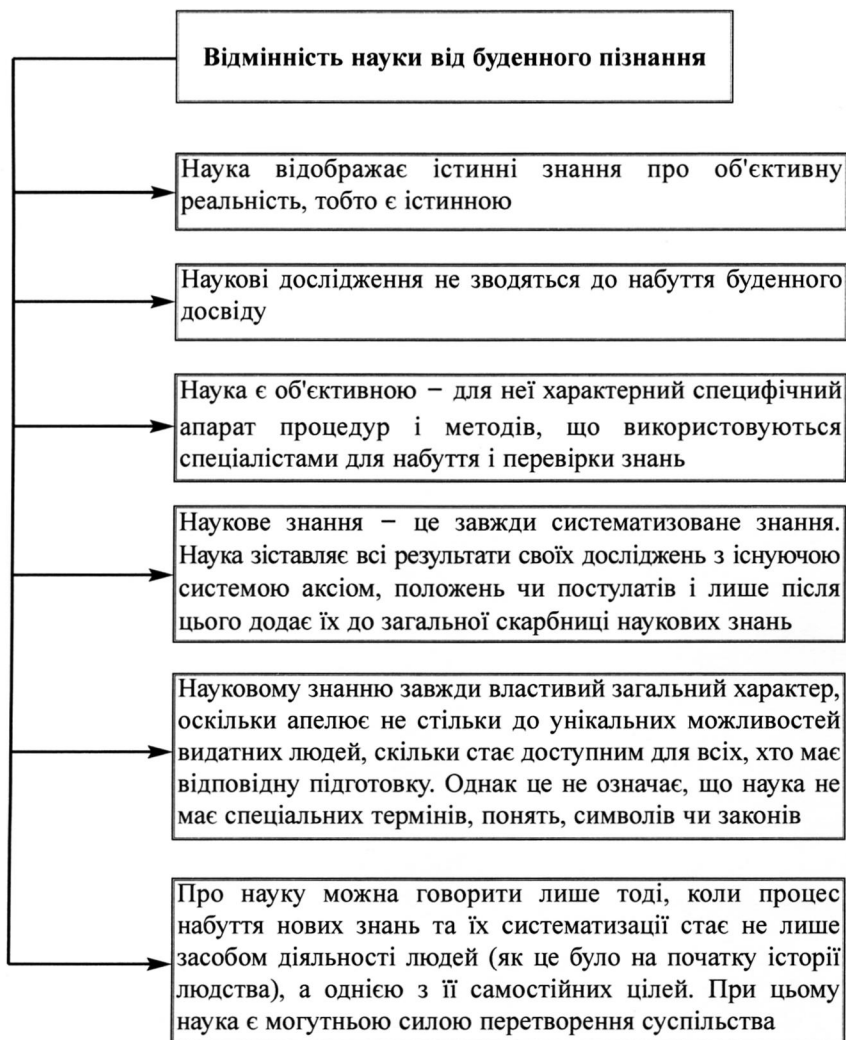 Відмінність науки від буденного пізнання
Наука відображає істинні знання про об'єктивну
реальність, тобто є істинною
Наукові дослідження не зводяться до набуття буденного
досвіду
Наука є об'єктивною − для неї характерний специфічний
апарат процедур і методів, що використовуються
спеціалістами для набуття і перевірки знань
Наукове знання − це завжди систематизоване знання.
Наука зіставляє всі результати своїх досліджень з існуючою
системою аксіом, положень чи постулатів і лише після
цього додає їх до загальної скарбниці наукових знань
Науковому знанню завжди властивий загальний характер,
оскільки апелює не стільки до унікальних можливостей
видатних людей, скільки стає доступним для всіх, хто має
відповідну підготовку. Однак це не означає, що наука не
має спеціальних термінів, понять, символів чи законів
Про науку можна говорити лише тоді, коли процес
набуття нових знань та їх систематизації стає не лише
засобом діяльності людей (як це було на початку історії
людства), а однією з її самостійних цілей. При цьому
наука є могутньою силою перетворення суспільства